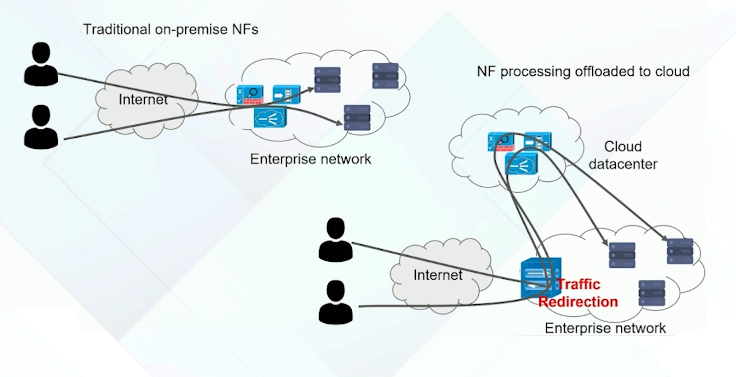 Traditional on-premise NFs
Internet
Enterprise network
NF processing offloaded to cloud
Cloud
datacenter
Internet
Traffic
Redirection
Enterprise network